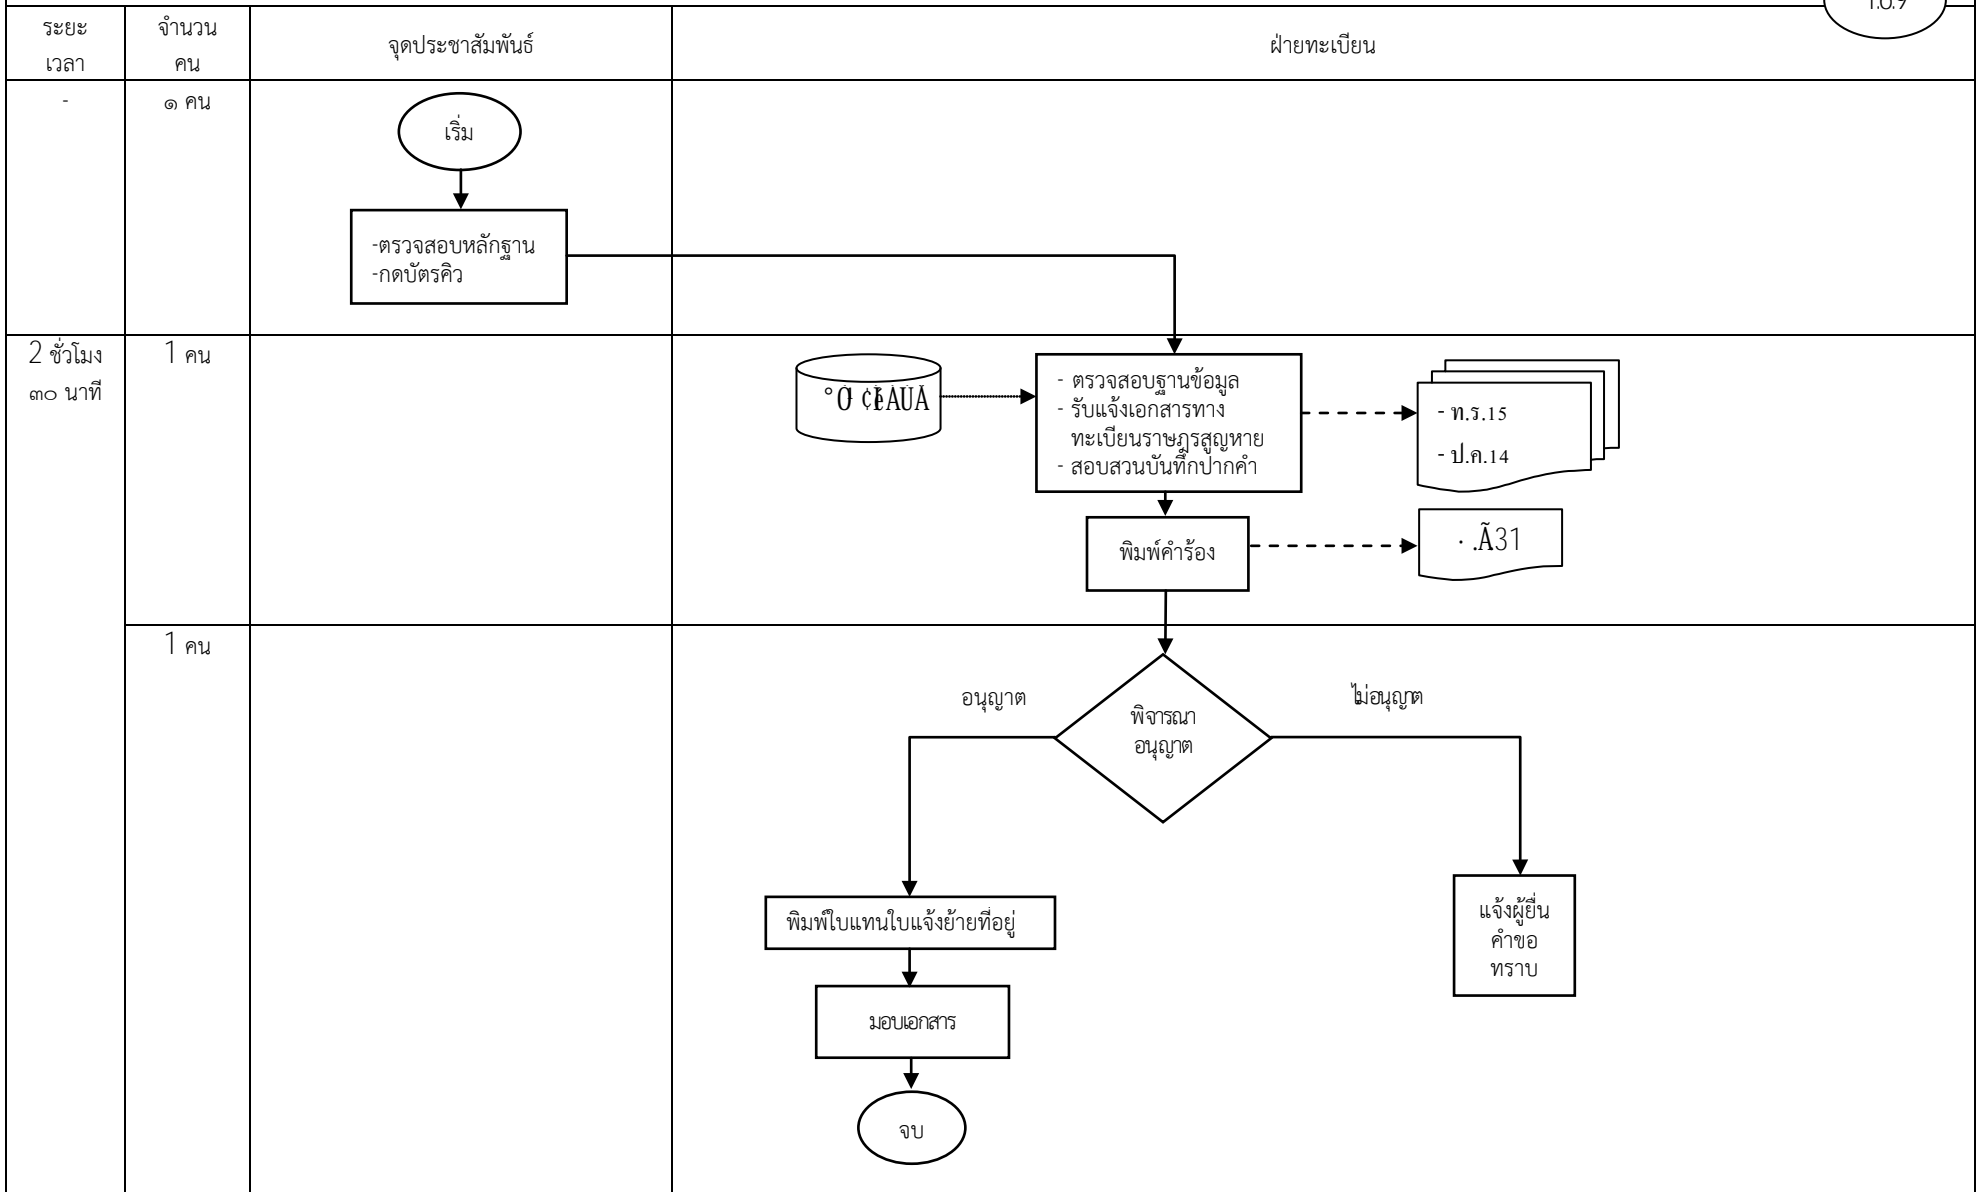 ระยะ
เวลา
จำนวน
คน
จุดประชาสัมพันธ์
ฝ่ายทะเบียน
-
๑ คน
เริ่ม
-ตรวจสอบหลักฐาน
-กดบัตรคิว
2 ชั่วโมง
๓๐ นาที
1 คน
- ตรวจสอบฐานข้อมูล
- รับแจ้งเอกสารทาง
ทะเบียนราษฎรสูญหาย
- สอบสวนบันทึกปากคำ
- ท.ร.15
- ป.ค.14
พิมพ์คำร้อง
· .Ã.31
1 คน
อนุญาต
พิจารณา
อนุญาต
ไม่อนุญาต
พิมพ์ใบแทนใบแจ้งย้ายที่อยู่
แจ้งผู้ยื่น
คำขอ
ทราบ
มอบเอกสาร
จบ